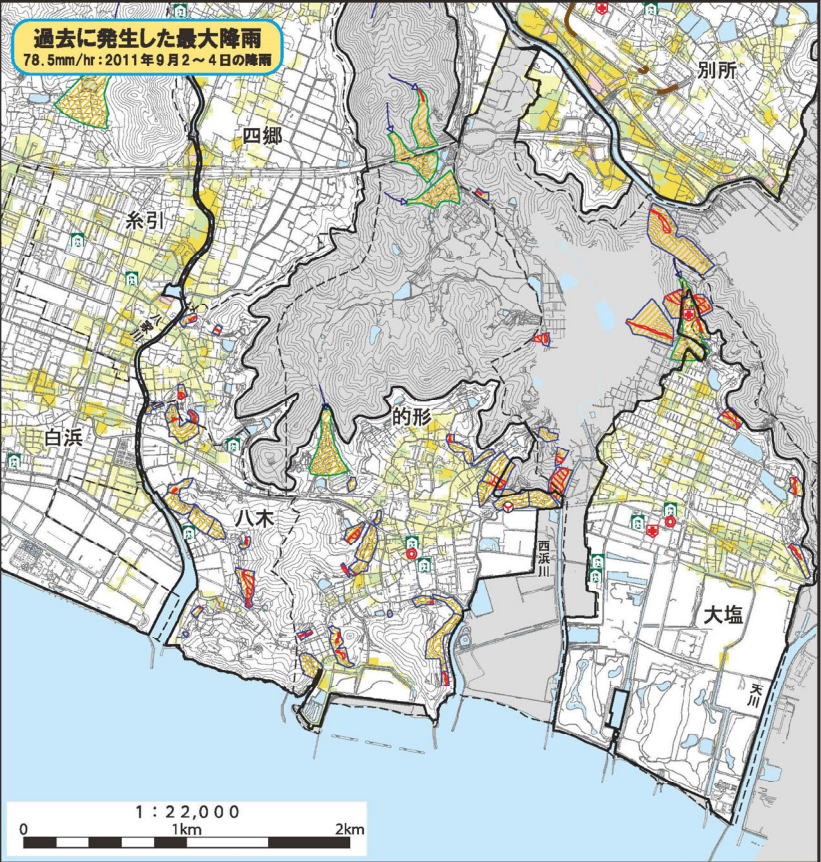 過去に発生した最大降雨
78.5mm/hr:2011年9月2~4日の降雨
別所
四郷
糸引
八家川
的形
白浜
八木
西浜川
大塩
天川
1:22,000
0 1km 2km